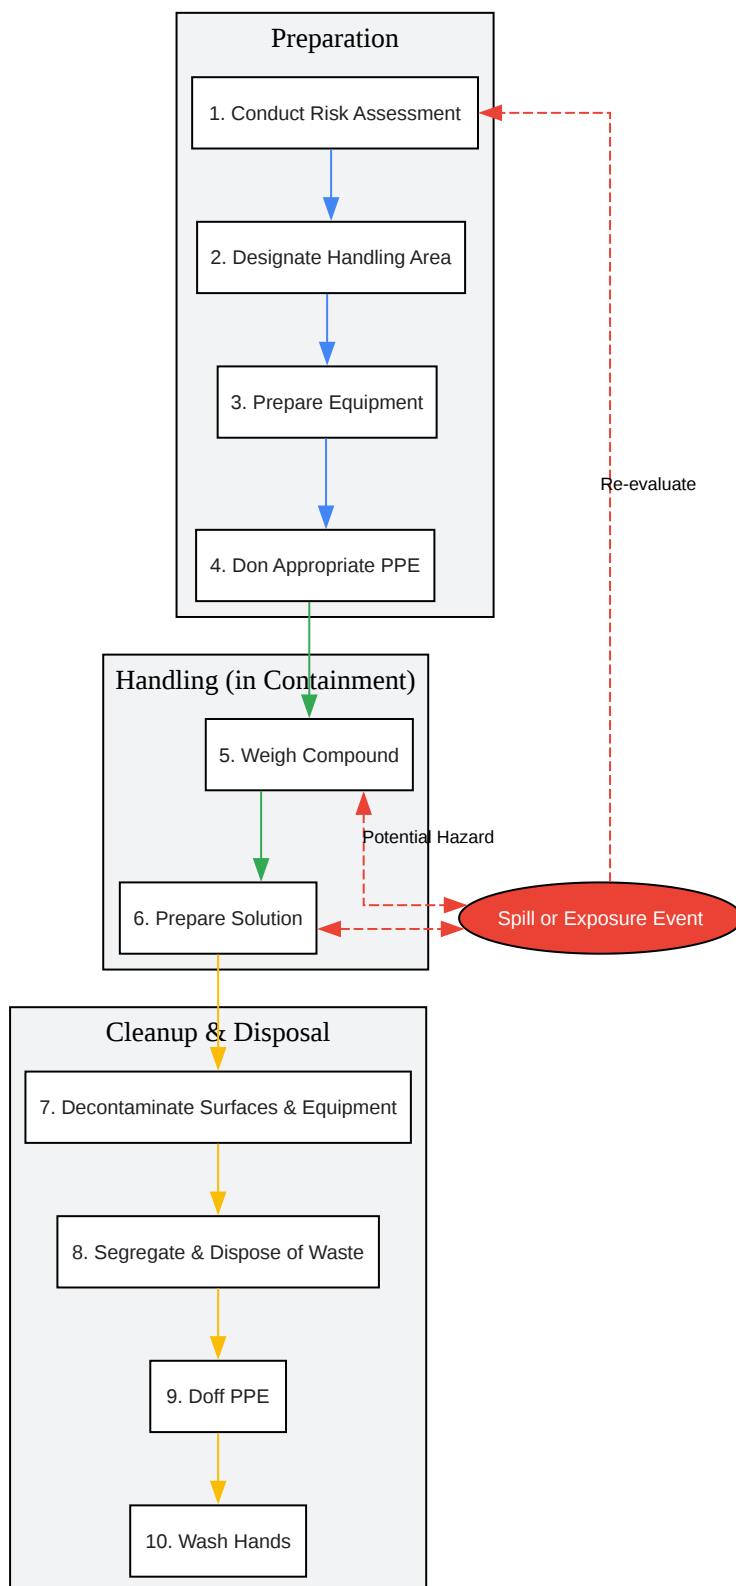 Preparation
1. Conduct Risk Assessment
2. Designate Handling Area
3. Prepare Equipment
Re-evaluate
4. Don Appropriate PPE
Handling (in Containment)
5. Weigh Compound
Potential Hazard
6. Prepare Solution
Spill or Exposure Event
Cleanup & Disposal
7. Decontaminate Surfaces & Equipment
8. Segregate & Dispose of Waste
9. Doff PPE
10. Wash Hands